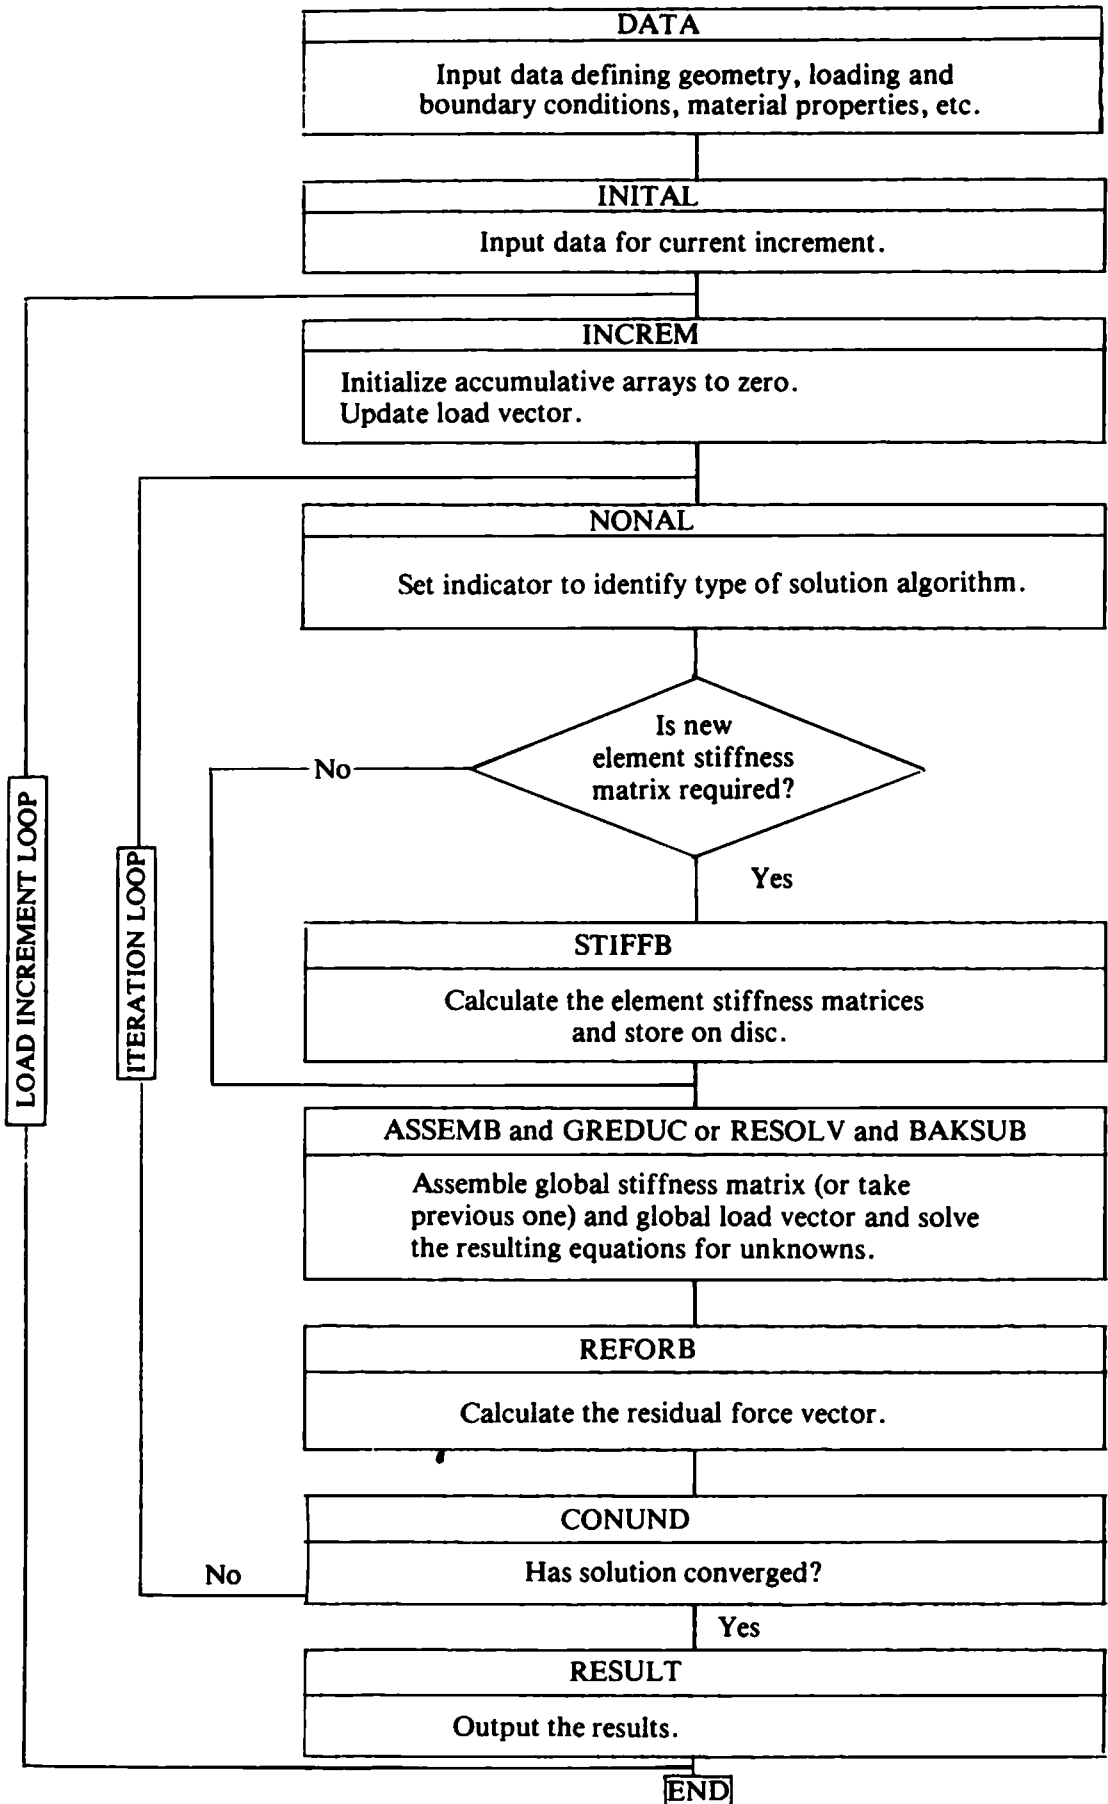 DATA
Input data defining geometry, loading and
boundary conditions, material properties, etc.
INITAL
Input data for current increment.
INCREM
Initialize accumulative arrays to zero.
Update load vector.
NONAL
Set indicator to identify type of solution algorithm.
Is new
element stiffness
matrix required?
No
Yes
LOAD INCREMENT LOOP
ITERATION LOOP
STIFFB
Calculate the element stiffness matrices
and store on disc.
ASSEMB and GREDUC or RESOLV and BAKSUB
Assemble global stiffness matrix (or take
previous one) and global load vector and solve
the resulting equations for unknowns.
REFORB
Calculate the residual force vector.
CONUND
Has solution converged?
No
Yes
RESULT
Output the results.
END